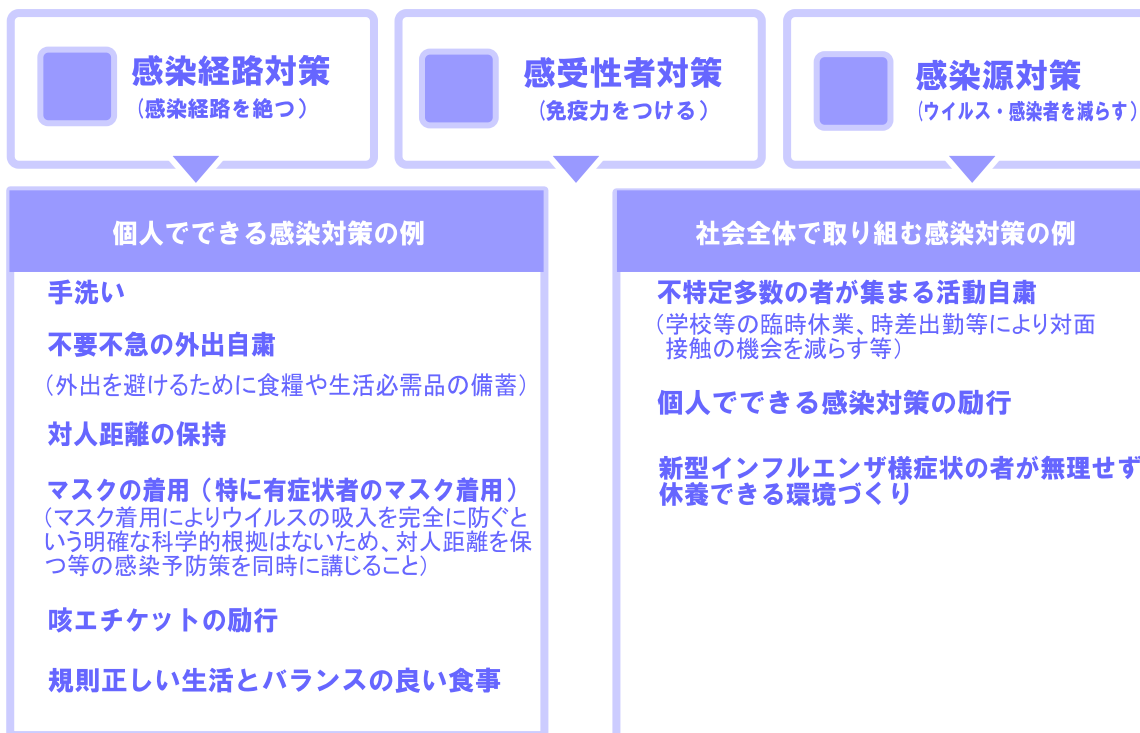 感染経路対策
(感染経路を絶つ)
感受性者対策
(免疫力をつける)
感染源対策
(ウイルス・感染者を減らす)
個人でできる感染対策の例
手洗い
不要不急の外出自粛
(外出を避けるために食糧や生活必需品の備蓄)
対人距離の保持
マスクの着用(特に有症状者のマスク着用)
(マスク着用によりウイルスの吸入を完全に防ぐと
いう明確な科学的根拠はないため、対人距離を保
つ等の感染予防策を同時に講じること)
咳エチケットの励行
規則正しい生活とバランスの良い食事
社会全体で取り組む感染対策の例
不特定多数の者が集まる活動自粛
(学校等の臨時休業、時差出勤等により対面
接触の機会を減らす等)
個人でできる感染対策の励行
新型インフルエンザ様症状の者が無理せず
休養できる環境づくり